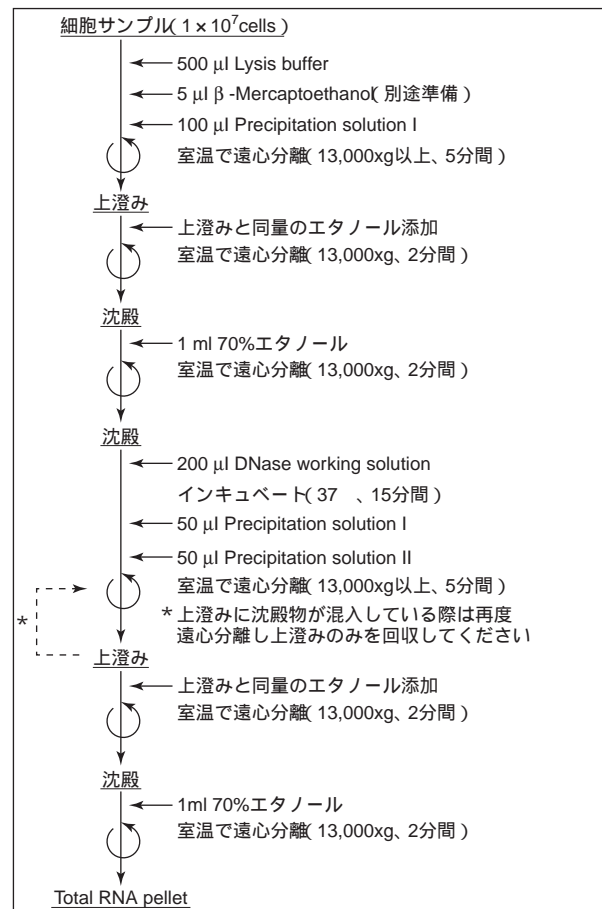 細胞サンプル(1×10⁷cells)
500 μl Lysis buffer
5 μl β-Mercaptoethanol(別途準備)
100 μl Precipitation solution I
室温で遠心分離(13,000xg以上、5分間)
上澄み
上澄みと同量のエタノール添加
室温で遠心分離(13,000xg、2分間)
沈殿
1 ml 70%エタノール
室温で遠心分離(13,000xg、2分間)
沈殿
200 μl DNase working solution
インキュベート(37 、15分間)
50 μl Precipitation solution I
50 μl Precipitation solution II
室温で遠心分離(13,000xg以上、5分間)
*上澄みに沈殿物が混入している際は再度
遠心分離し上澄みのみを回収してください
*
上澄み
上澄みと同量のエタノール添加
室温で遠心分離(13,000xg、2分間)
沈殿
1ml 70%エタノール
室温で遠心分離(13,000xg、2分間)
Total RNA pellet